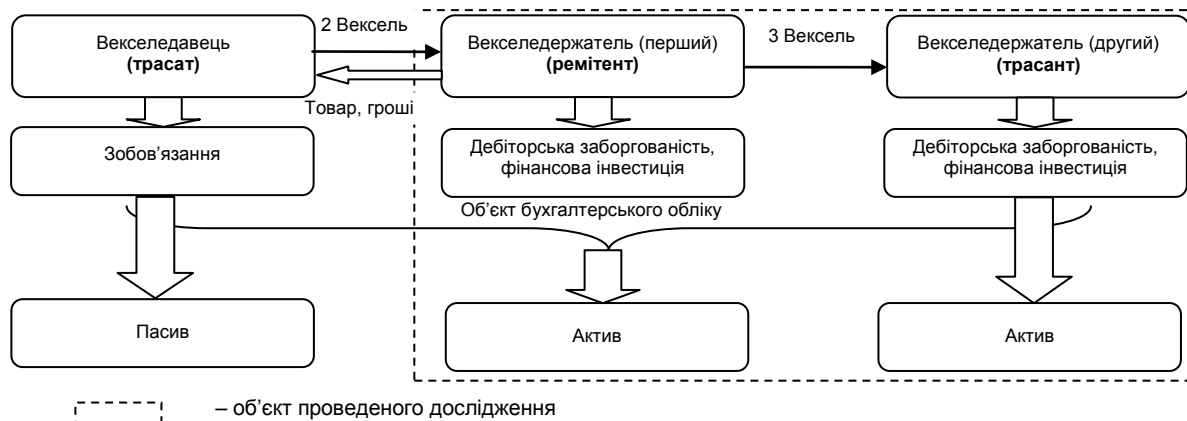 Векселедавець
(трасат)
2 Вексель
Векселедержатель (перший)
(ремітент)
3 Вексель
Векселедержатель (другий)
(трасант)
Товар, гроші
Зобов’язання
Дебіторська заборгованість,
фінансова інвестиція
Дебіторська заборгованість,
фінансова інвестиція
Об’єкт бухгалтерського обліку
Пасив
Актив
Актив
– об’єкт проведеного дослідження